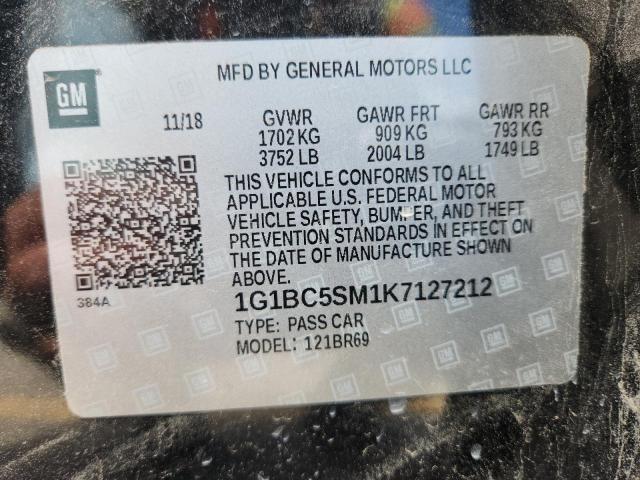 GM
MFD BY GENERAL MOTORS LLC
11/18
GVWR GAWR FRT GAWR RR
1702 KG 909 KG 793 KG
3752 LB 2004 LB 1749 LB
THIS VEHICLE CONFORMS TO ALL
APPLICABLE U.S. FEDERAL MOTOR
VEHICLE SAFETY, BUMPER, AND THEFT
PREVENTION STANDARDS IN EFFECT ON
THE DATE OF MANUFACTURE SHOWN
ABOVE.
384A
1G1BC5SM1K7127212
TYPE: PASS CAR
MODEL: 121BR69